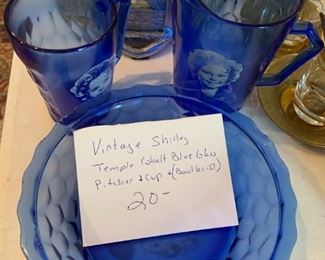 Vintage Shirley
Temple Cobalt Blue Glass
Pitcher & Cup & (Bowl
20-